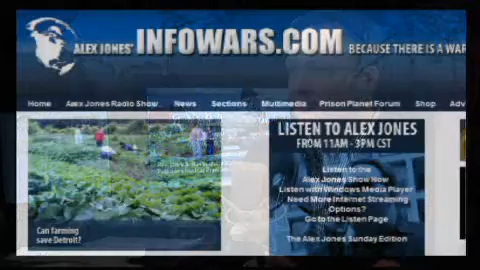 ALEX JONES' INFOWARS.COM BECAUSE THERE IS A WAR
Home Alex Jones Radio Show News Sections Multimedia Prison Planet Forum Shop Adv
LISTEN TO ALEX JONES
FROM 11AM - 3PM CST
Listen to the
Alex Jones Show Now
Listen with Windows Media Player
Need More Internet Streaming
Options?
Go to the Listen Page
The Alex Jones Sunday Edition
Can farming
save Detroit?